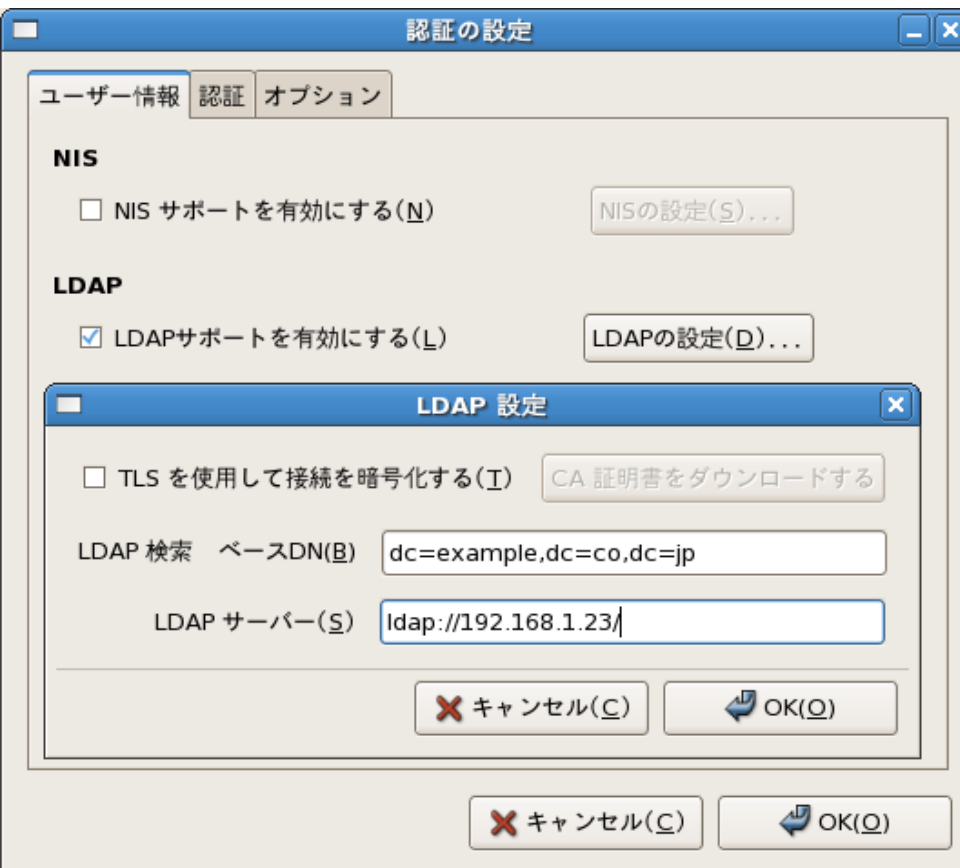 認証の設定
ユーザー情報 認証 オプション
NIS
NIS サポートを有効にする(N) NISの設定(S)...
LDAP
LDAPサポートを有効にする(L) LDAPの設定(D)...
LDAP 設定
TLS を使用して接続を暗号化する(T) CA 証明書をダウンロードする
LDAP 検索 ベースDN(B) dc=example,dc=co,dc=jp
LDAP サーバー(S) ldap://192.168.1.23/
キャンセル(C) OK(O)
キャンセル(C) OK(O)